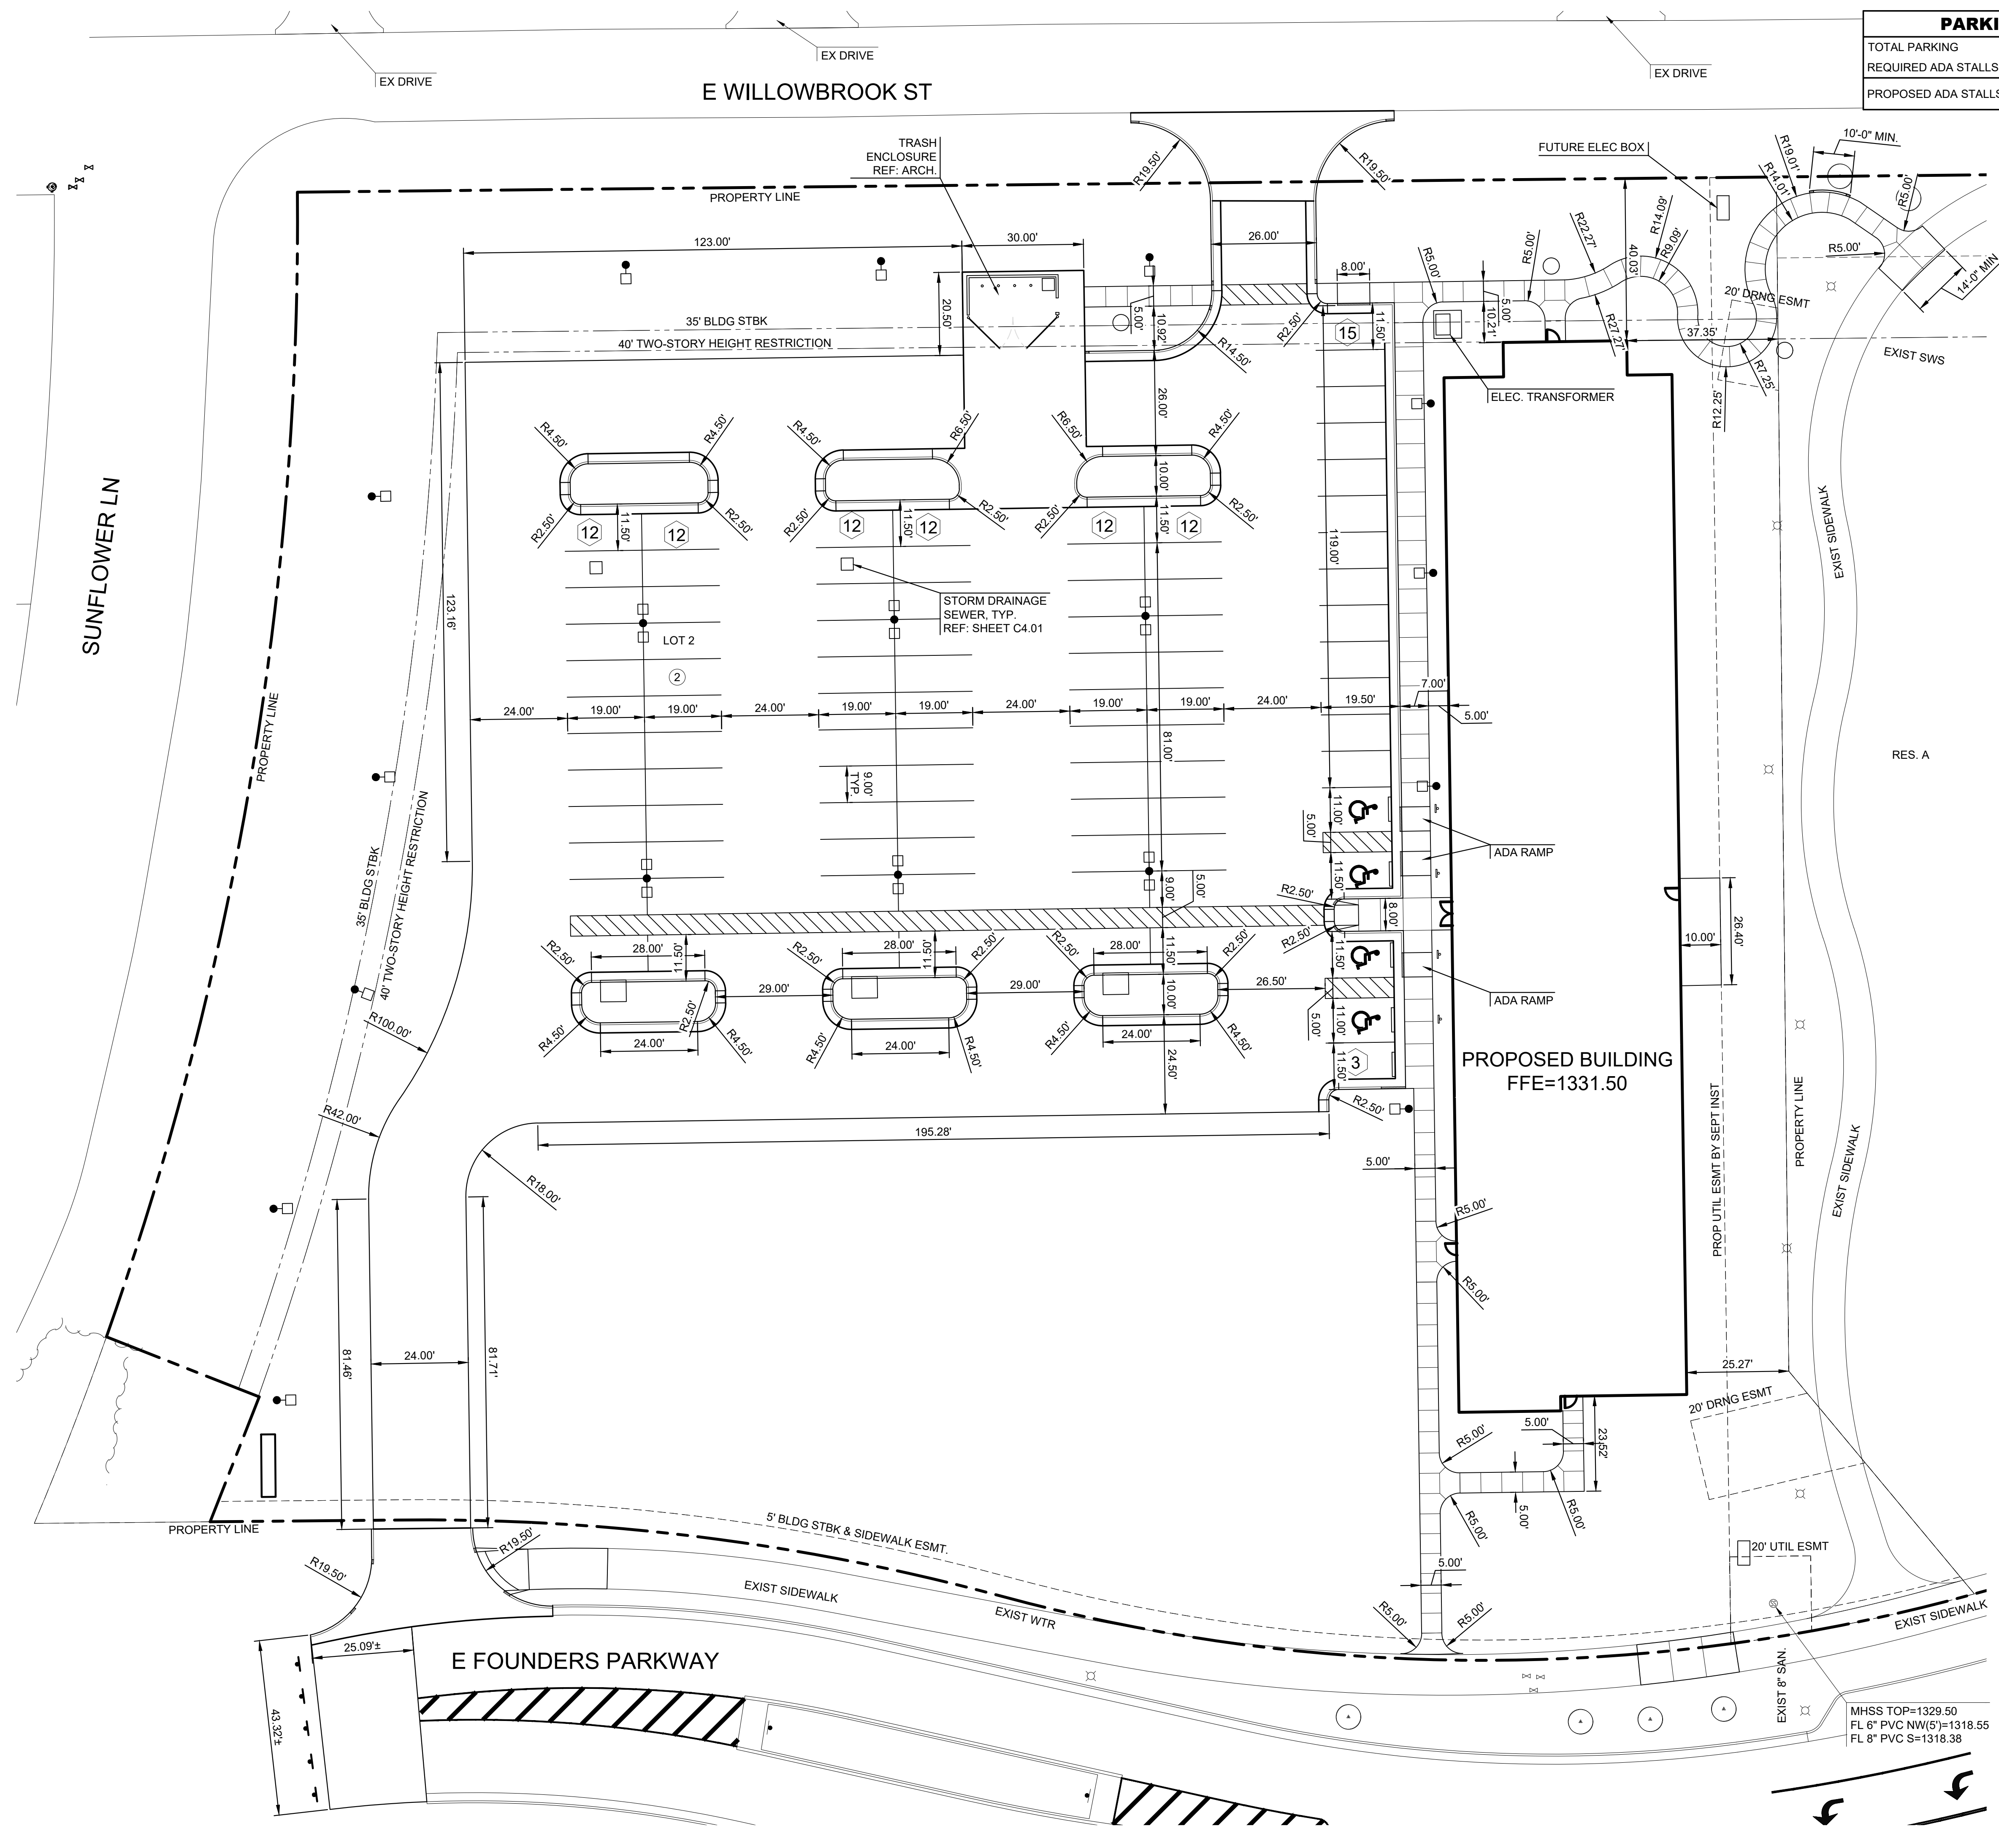 EX DRIVE
EX DRIVE
EX DRIVE
E WILLOWBROOK ST
PARKI
TOTAL PARKING
REQUIRED ADA STALLS
PROPOSED ADA STALLS
TRASH
ENCLOSURE
REF: ARCH.
R19.50'
R19.50'
FUTURE ELEC BOX
10'-0" MIN.
R19.01'
R14.01'
R5.00'
PROPERTY LINE
123.00'
30.00'
26.00'
8.00'
R5.00'
R5.00'
R22.27'
R14.09'
R9.09'
40.03'
R5.00'
14'-0" MIN
20' DRNG ESMT
20.50'
5.00'
10.92'
R14.50'
R2.50'
15
11.50'
5.00'
10.21'
R27.27'
37.35'
R7.25'
R12.25'
EXIST SWS
35' BLDG STBK
40' TWO-STORY HEIGHT RESTRICTION
ELEC. TRANSFORMER
26.00'
R4.50'
R4.50'
R4.50'
R6.50'
R6.50'
R4.50'
10.00'
R2.50'
R2.50'
R2.50'
R2.50'
R2.50'
R2.50'
12
12
12
12
12
12
11.50'
11.50'
11.50'
119.00'
SUNFLOWER LN
123.16'
STORM DRAINAGE
SEWER, TYP.
REF: SHEET C4.01
LOT 2
2
EXIST SIDEWALK
PROPERTY LINE
24.00'
19.00'
19.00'
24.00'
19.00'
19.00'
24.00'
19.00'
19.00'
24.00'
19.50'
7.00'
5.00'
81.00'
9.00'
TYP.
RES. A
35' BLDG STBK
40' TWO-STORY HEIGHT RESTRICTION
11.00'
5.00'
11.50'
ADA RAMP
R2.50'
8.00'
R2.50'
9.00'
5.00'
10.00'
26.40'
R2.50'
28.00'
11.50'
R2.50'
28.00'
11.50'
R2.50'
R2.50'
28.00'
11.50'
R2.50'
11.50'
29.00'
29.00'
10.00'
26.50'
5.00'
11.00'
ADA RAMP
R100.00'
R4.50'
24.00'
R2.50'
R4.50'
R4.50'
24.00'
R4.50'
R4.50'
24.00'
R4.50'
24.50'
3
11.50'
PROPOSED BUILDING
FFE=1331.50
R42.00'
195.28'
R2.50'
R18.00'
5.00'
PROP UTIL ESMT BY SEPT INST
PROPERTY LINE
EXIST SIDEWALK
R5.00'
R5.00'
81.46'
24.00'
81.71'
25.27'
20' DRNG ESMT
R5.00'
5.00'
23.52'
R5.00'
5.00'
R5.00'
PROPERTY LINE
5' BLDG STBK & SIDEWALK ESMT.
R19.50'
R19.50'
EXIST SIDEWALK
EXIST WTR
5.00'
R5.00'
R5.00'
20' UTIL ESMT
EXIST SIDEWALK
EXIST 8" SAN.
25.09'±
43.32'±
E FOUNDERS PARKWAY
MHSS TOP=1329.50
FL 6" PVC NW(5')=1318.55
FL 8" PVC S=1318.38